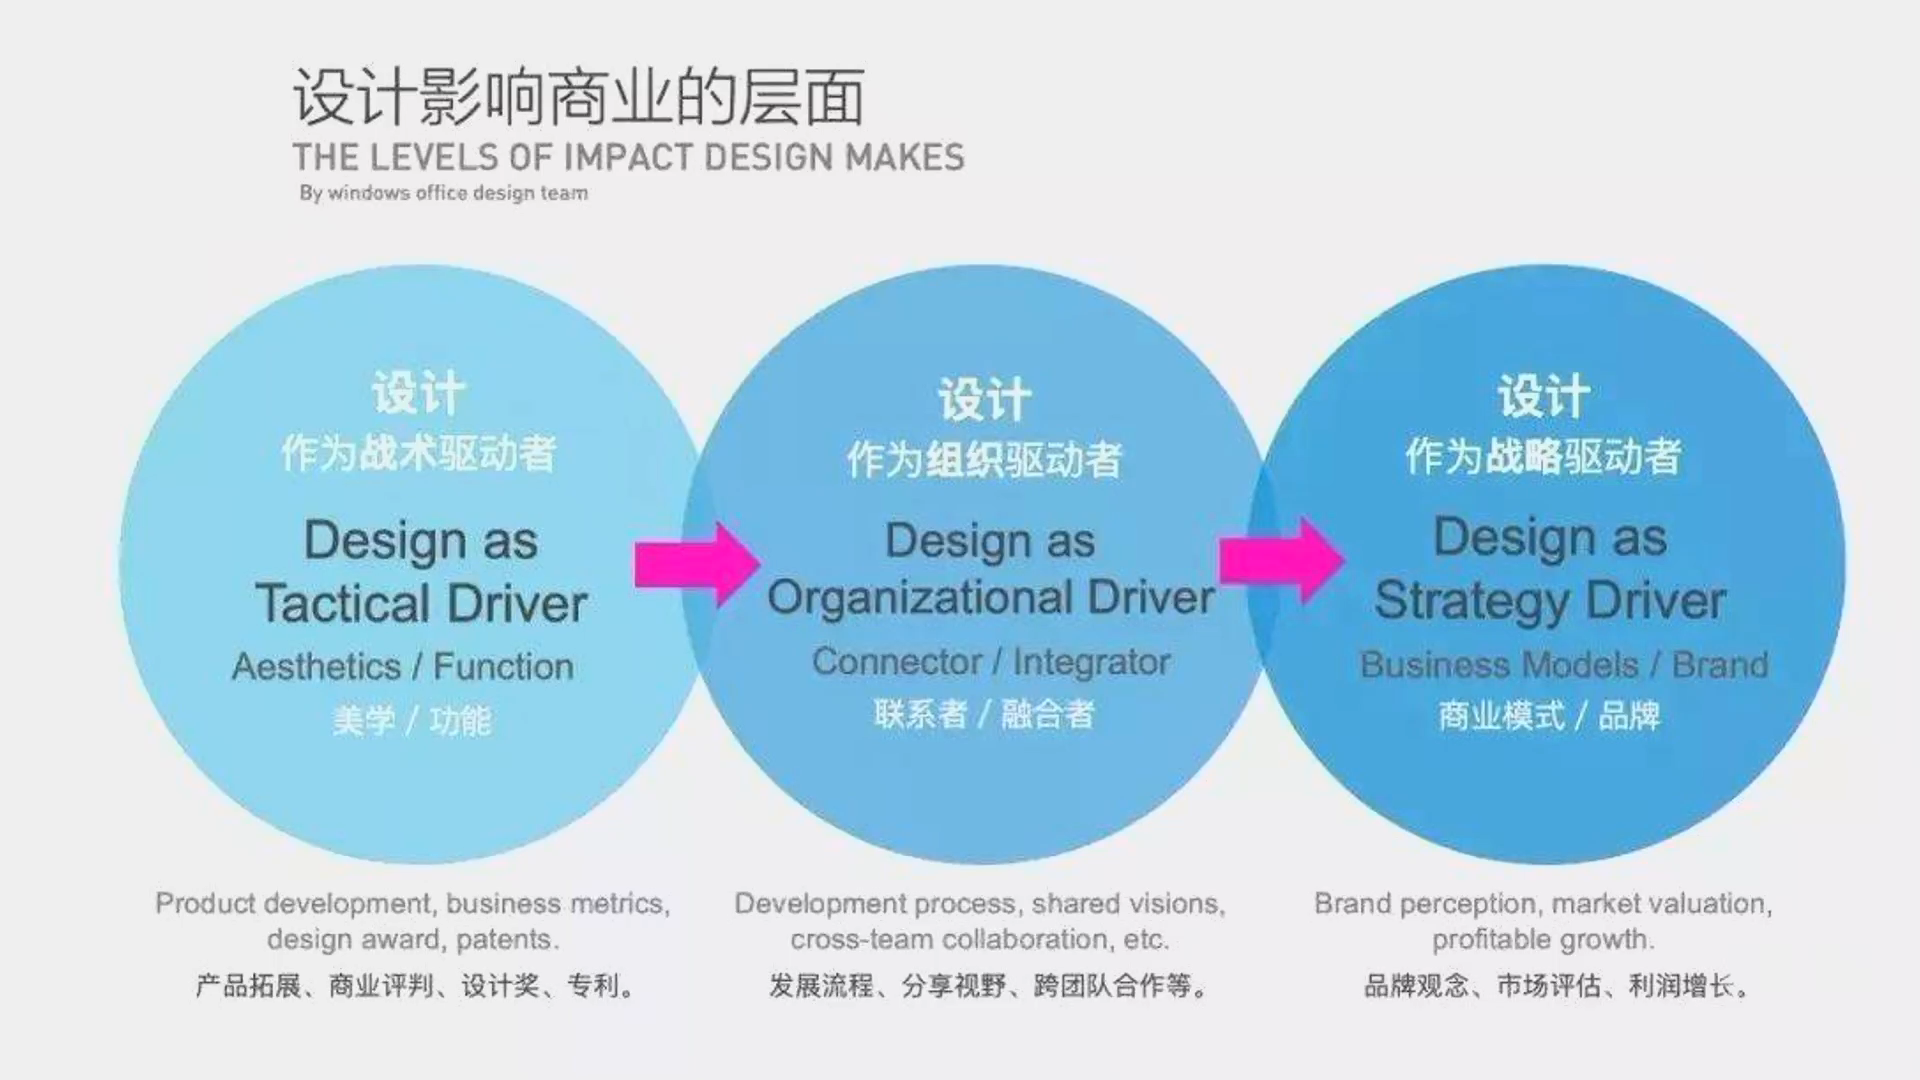 设计影响商业的层面
THE LEVELS OF IMPACT DESIGN MAKES
By windows office design team
设计
作为战术驱动者
Design as
Tactical Driver
Aesthetics / Function
美学 / 功能
设计
作为组织驱动者
Design as
Organizational Driver
Connector / Integrator
联系者 / 融合者
设计
作为战略驱动者
Design as
Strategy Driver
Business Models / Brand
商业模式 / 品牌
Product development, business metrics,
design award, patents.
产品拓展、商业评判、设计奖、专利。
Development process, shared visions,
cross-team collaboration, etc.
发展流程、分享视野、跨团队合作等。
Brand perception, market valuation,
profitable growth.
品牌观念、市场评估、利润增长。